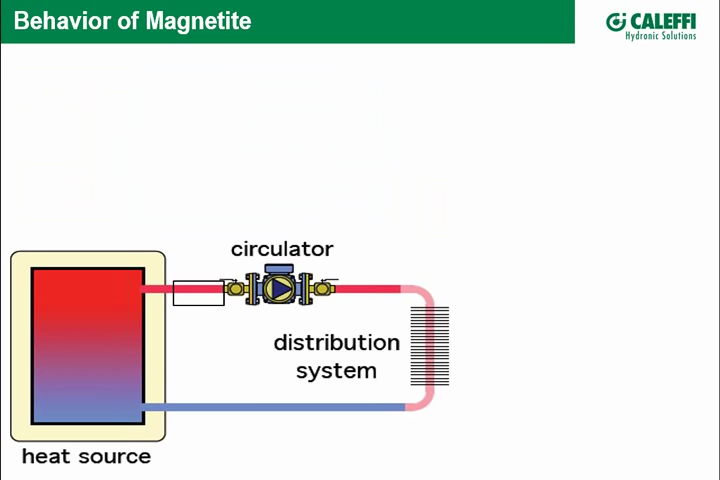 Behavior of Magnetite
CALEFFI
Hydronic Solutions
circulator
distribution
system
heat source